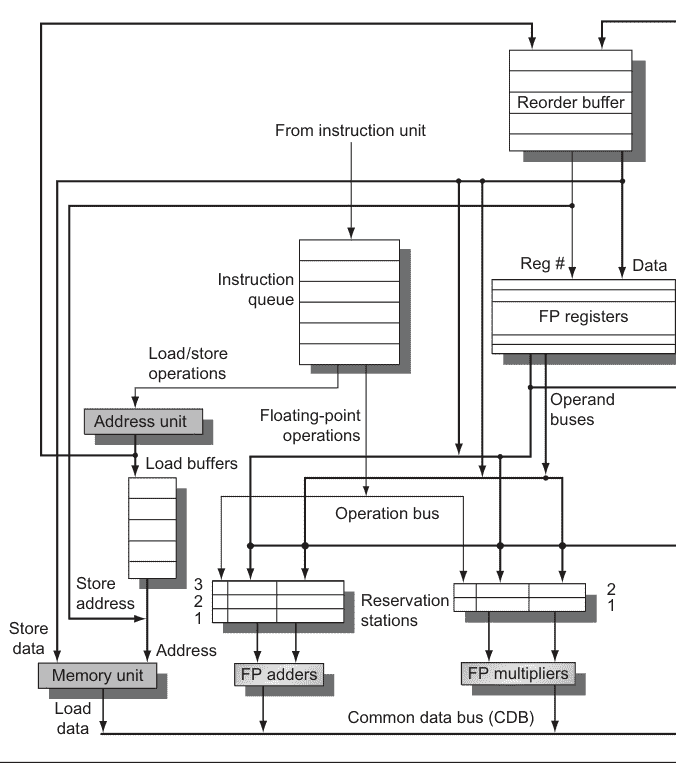 Reorder buffer
From instruction unit
Reg #
Data
Instruction
queue
FP registers
Load/store
operations
Operand
buses
Address unit
Floating-point
operations
Load buffers
Operation bus
3
2
1
Reservation
stations
2
1
Store
address
Store
data
Address
Memory unit
FP adders
FP multipliers
Load
data
Common data bus (CDB)